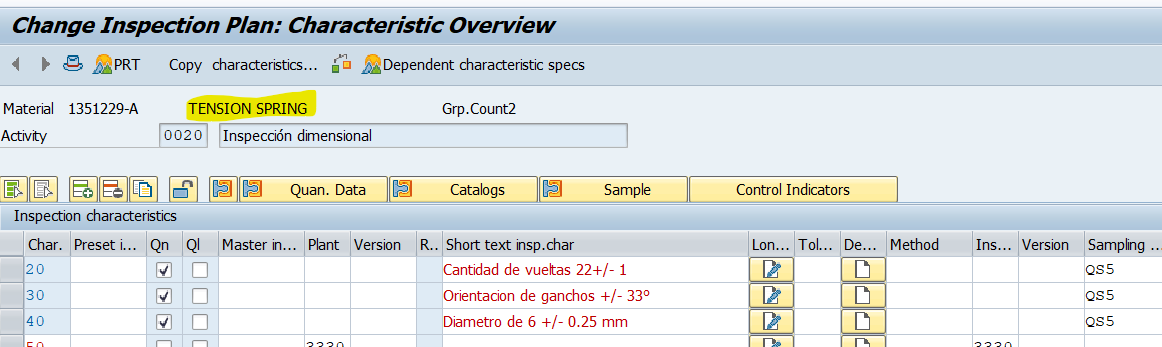 Change Inspection Plan: Characteristic Overview
PRT Copy characteristics... Dependent characteristic specs
Material 1351229-A TENSION SPRING Grp.Count2
Activity 0020 Inspección dimensional
Quan. Data Catalogs Sample Control Indicators
Inspection characteristics
Char. Preset i... Qn Ql Master in... Plant Version R.. Short text insp.char Lon... Tol... De... Method Ins... Version Sampling ...
20 Cantidad de vueltas 22+/- 1 QS5
30 Orientacion de ganchos +/- 33º QS5
40 Diametro de 6 +/- 0.25 mm QS5
50 3330 3330